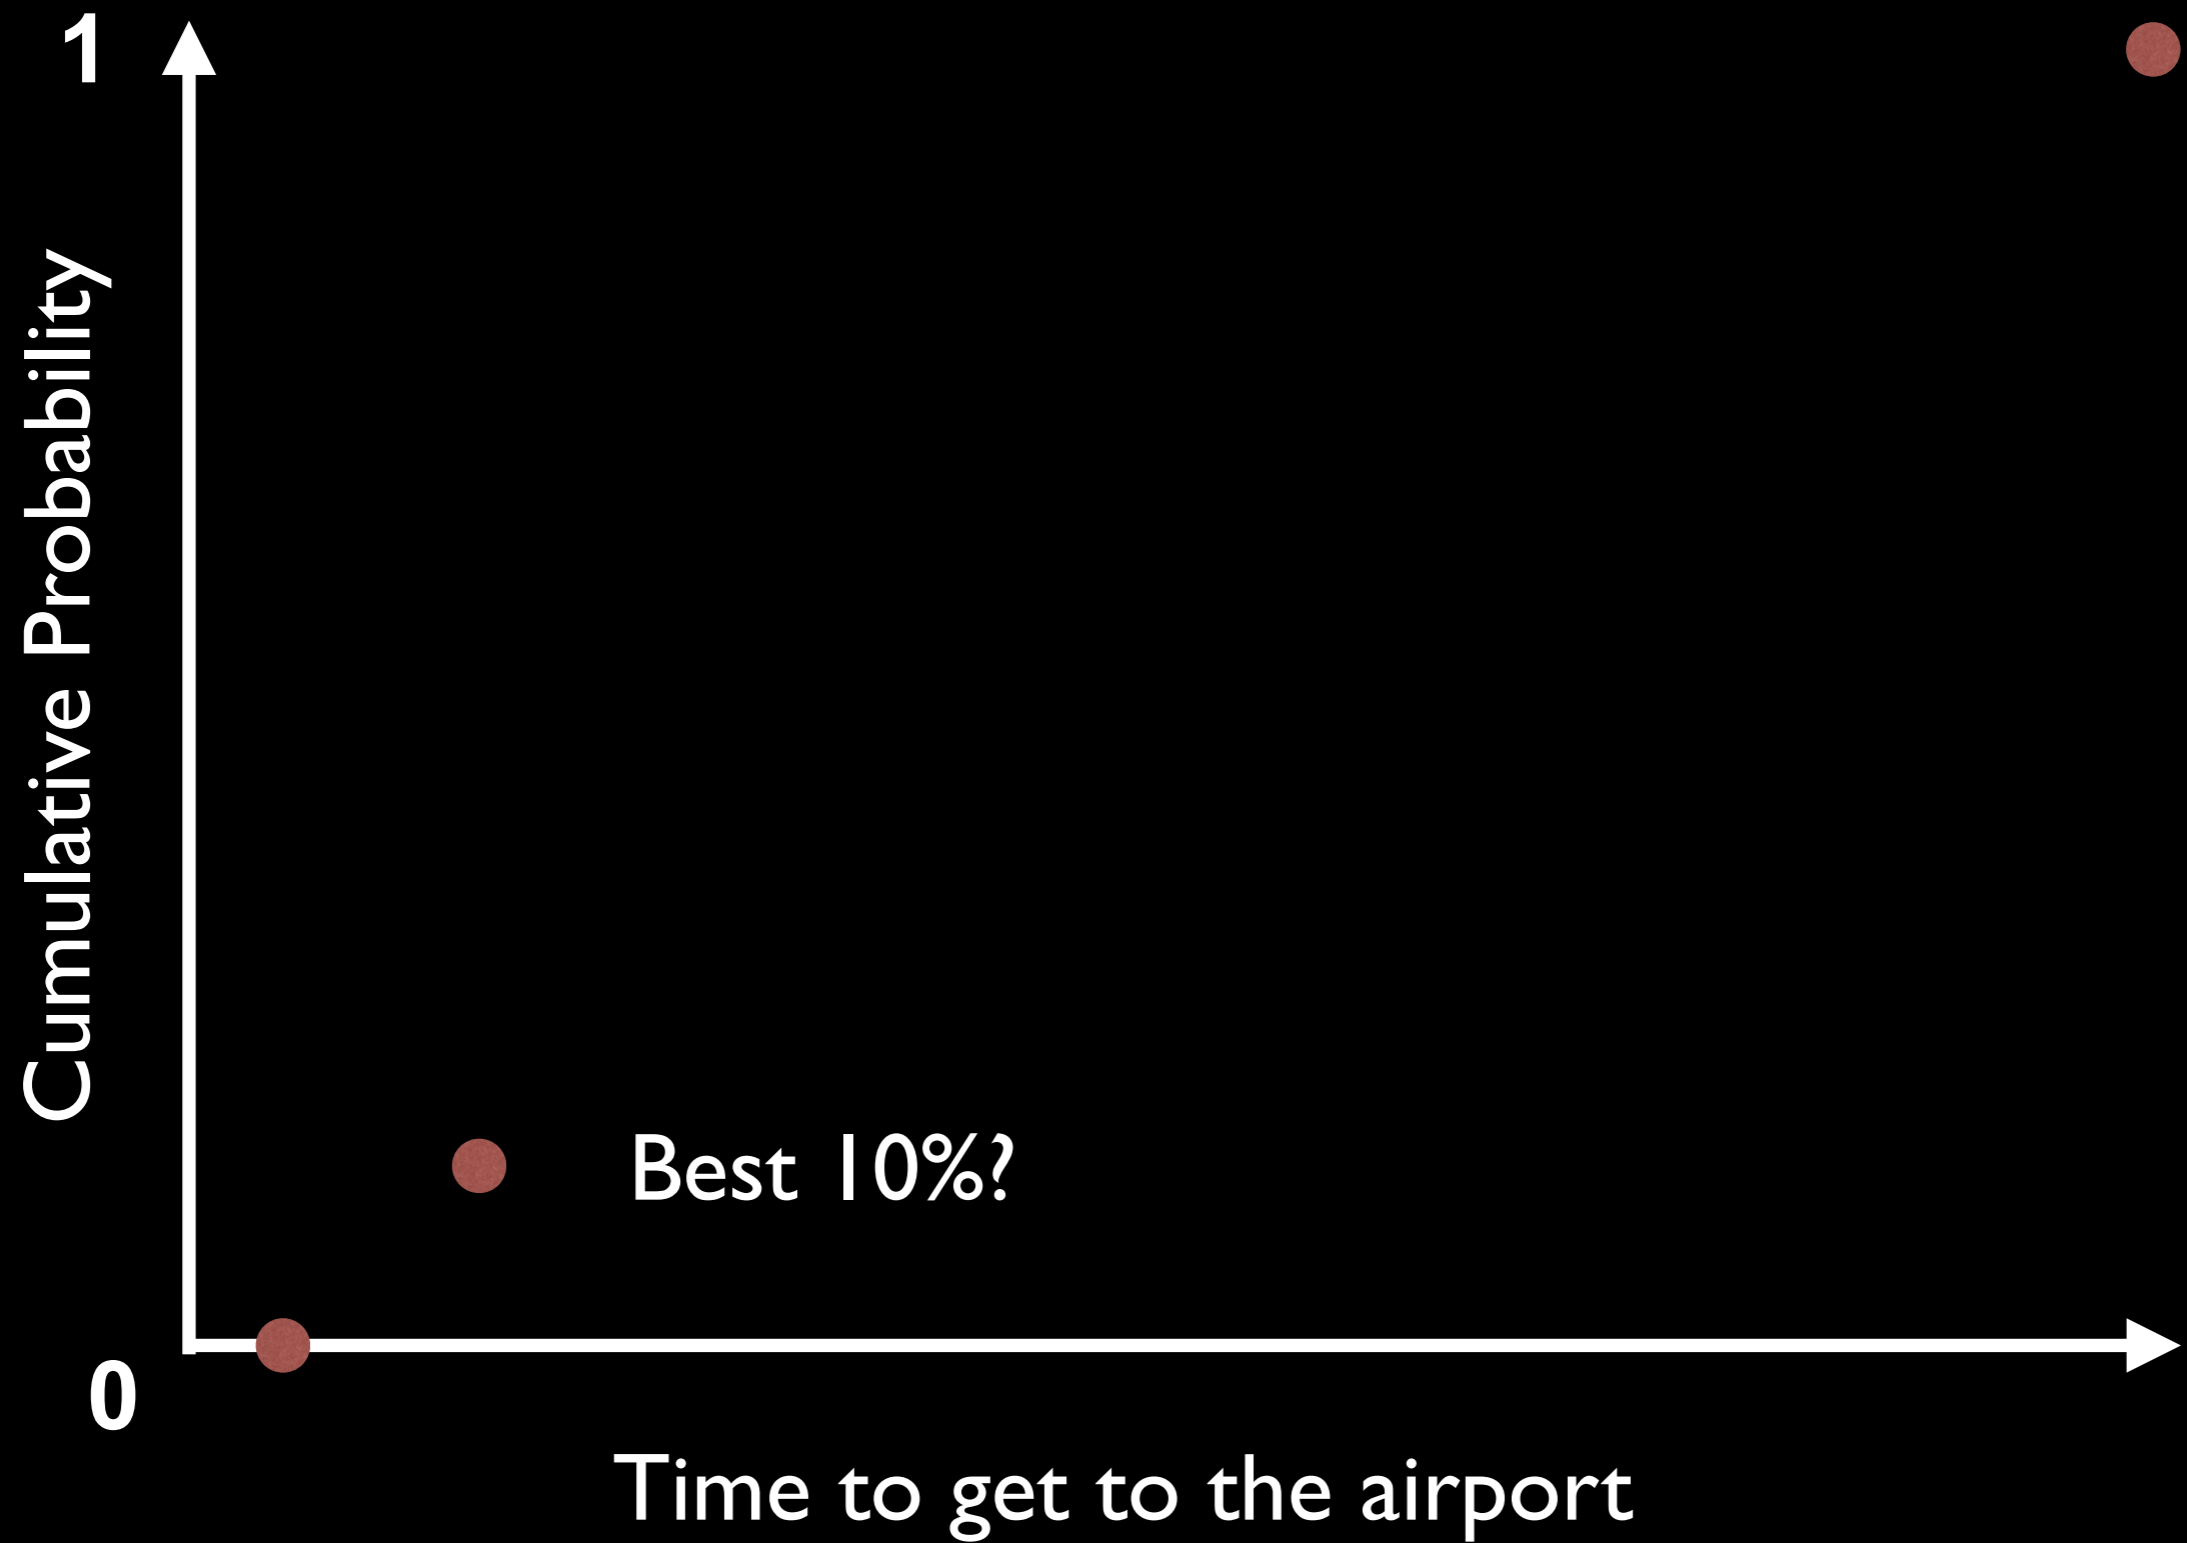 1
Cumulative Probability
Best 10%?
0
Time to get to the airport